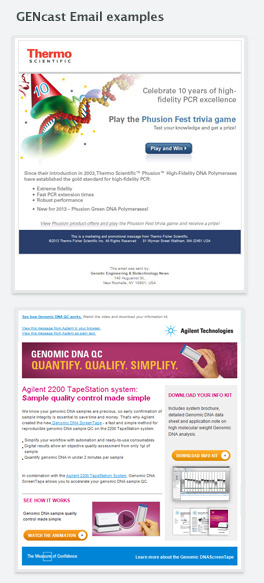 GENcast Email examples
Thermo
SCIENTIFIC
10
Celebrate 10 years of high-
fidelity PCR excellence
Play the Phusion Fest trivia game
Test your knowledge and get a prize!
Play and Win
Since their introduction in 2003, Thermo Scientific™ Phusion™ High-Fidelity DNA Polymerases
have established the gold standard for high-fidelity PCR:
• Extreme fidelity
• Fast PCR extension times
• Robust performance
• New for 2013 – Phusion Green DNA Polymerases!
View Phusion product offers and play the Phusion Fest trivia game and receive a prize!
This is a marketing and promotional message from Thermo Fisher Scientific.
©2013 Thermo Fisher Scientific Inc. All Rights Reserved 81 Wyman Street Waltham, MA 02451 USA
This email was sent by:
Genetic Engineering & Biotechnology News
140 Huguenot St.,
New Rochelle, NY 10801, USA
See how Genomic DNA QC works. Watch the video and download your information kit.
View this message from Agilent in your browser.
View this message from Agilent as plain text.
Agilent Technologies
GENOMIC DNA QC
QUANTIFY. QUALIFY. SIMPLIFY.
Agilent 2200 TapeStation system:
Sample quality control made simple
We know your genomic DNA samples are precious, so early confirmation of
sample integrity is essential to save time and money. That's why Agilent
created the new Genomic DNA ScreenTape - a fast and simple method for
reproducible genomic DNA sample QC on the 2200 TapeStation system.
Simplify your workflow with automation and ready-to-use consumables
Digital results allow an objective quality assessment from only 1 of
sample
Quantify genomic DNA in under 2 minutes per sample
In combination with the Agilent 2200 TapeStation System, Genomic DNA
ScreenTape allows you to accelerate your genomic DNA sample QC.
DOWNLOAD YOUR INFO KIT
Includes system brochure,
detailed Genomic DNA data
sheet and application note on
high molecular weight Genomic
DNA analysis.
DOWNLOAD INFO KIT
SEE HOW IT WORKS
Genomic DNA sample quality
control made simple.
WATCH THE ANIMATION
The Measure of Confidence
Learn more about the Genomic DNA ScreenTape